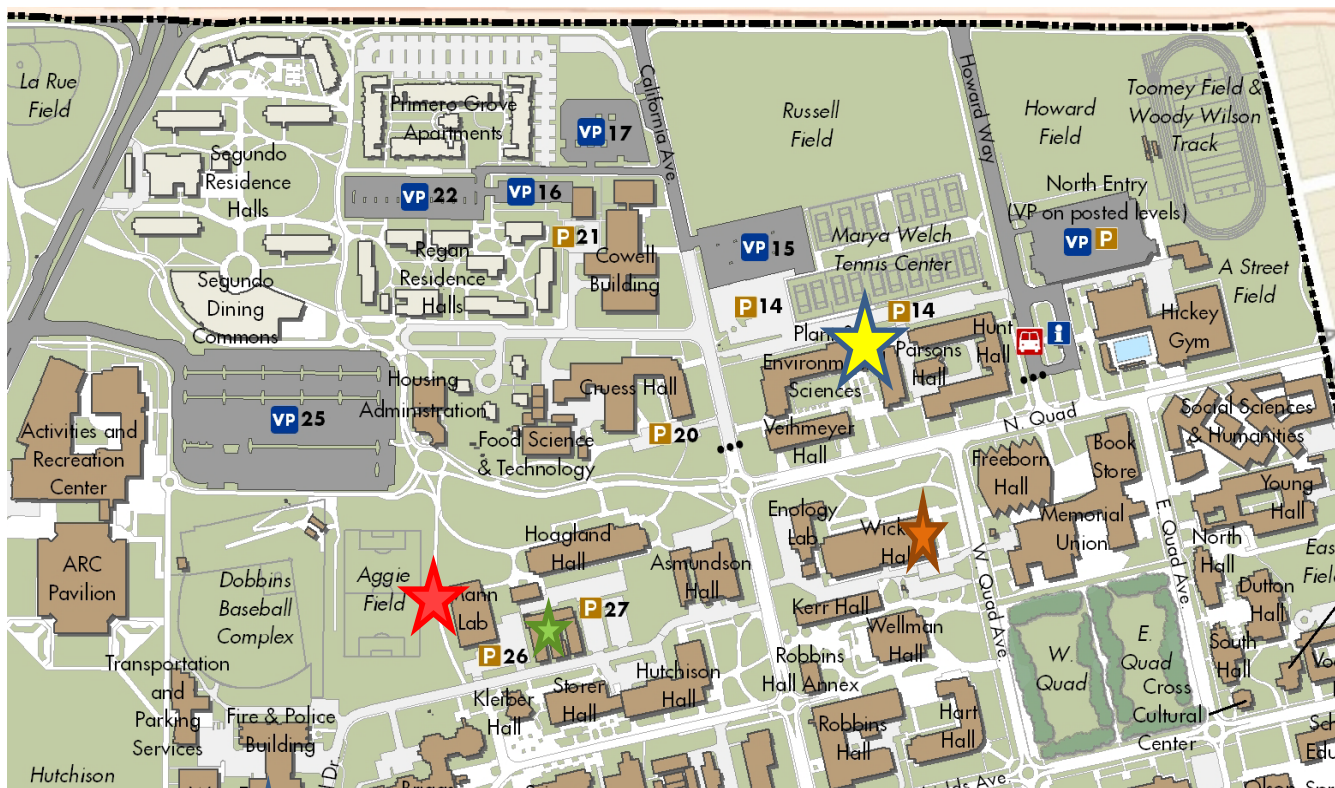 La Rue
Field
Segundo
Residence
Halls
Primero Grove
Apartments
VP 17
VP 22
VP 16
P 21
Regan
Residence
Halls
Cowell
Building
California Ave.
Russell
Field
Howard Way
Howard
Field
Toomey Field &
Woody Wilson
Track
North Entry
(VP on posted levels)
VP P
VP 15
Marya Welch
Tennis Center
P 14
P 14
A Street
Field
Hickey
Gym
Hunt
Hall
Parsons
Hall
Sciences
Segundo
Dining
Commons
Housing
Administration
VP 25
Activities and
Recreation
Center
Cruess Hall
Food Science
& Technology
P 20
Veihmeyer
Hall
N. Quad
Social Sciences
& Humanities
Book
Store
Freeborn
Hall
Memorial
Union
Young
Hall
E Quad Ave.
North
Hall
Dutton
Hall
South
Hall
Enology
Lab
Hall
W. Quad Ave.
Kerr Hall
Wellman
Hall
W.
Quad
E.
Quad
Cross
Cultural
Center
Robbins
Hall Annex
Robbins
Hall
Hart
Hall
Hoagland
Hall
Asmundson
Hall
P 27
Lab
P 26
Aggie
Field
Dobbins
Baseball
Complex
ARC
Pavilion
Transportation
and
Parking
Services
Fire & Police
Building
Kleiber
Hall
Storer
Hall
Hutchison
Hall
Hutchison
Dr.